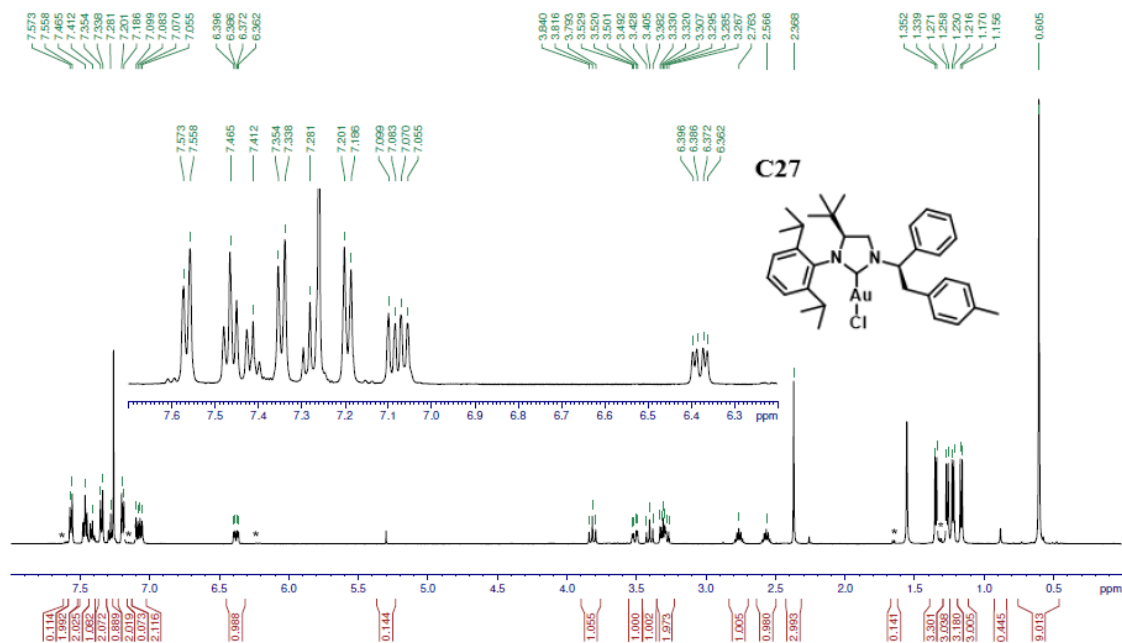 7.573 7.558 7.465 7.412 7.354 7.338 7.281 7.201 7.186 7.099 7.083 7.070 7.055 6.396 6.386 6.372 6.362 3.840 3.816 3.793 3.529 3.520 3.501 3.492 3.428 3.405 3.382 3.330 3.320 3.307 3.295 3.285 3.267 2.763 2.566 2.368 1.352 1.339 1.271 1.258 1.230 1.216 1.170 1.156 0.605
7.573 7.558 7.465 7.412 7.354 7.338 7.281 7.201 7.186 7.099 7.083 7.070 7.055 6.396 6.386 6.372 6.362
C27
N N
Au
Cl
7.6 7.5 7.4 7.3 7.2 7.1 7.0 6.9 6.8 6.7 6.6 6.5 6.4 6.3 ppm
* * * * *
7.5 7.0 6.5 6.0 5.5 5.0 4.5 4.0 3.5 3.0 2.5 2.0 1.5 1.0 0.5 ppm
0.114 1.992 2.025 1.082 2.072 0.889 2.019 0.073 2.116 0.988 0.144 1.055 1.000 1.002 1.973 1.005 0.980 2.993 0.141 3.301 3.098 3.180 3.005 0.445 9.013